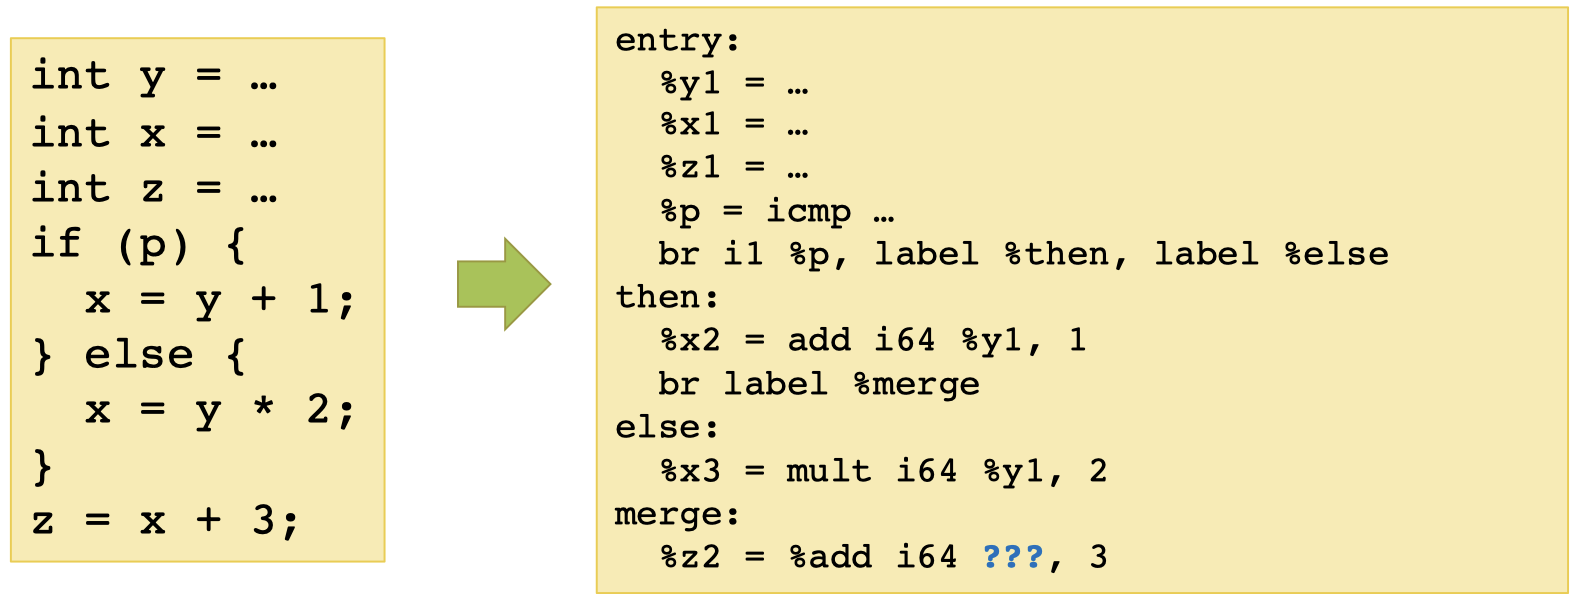 int y = …
int x = …
int z = …
if (p) {
  x = y + 1;
} else {
  x = y * 2;
}
z = x + 3;
entry:
  %y1 = …
  %x1 = …
  %z1 = …
  %p = icmp …
  br i1 %p, label %then, label %else
then:
  %x2 = add i64 %y1, 1
  br label %merge
else:
  %x3 = mult i64 %y1, 2
merge:
  %z2 = %add i64 ???, 3